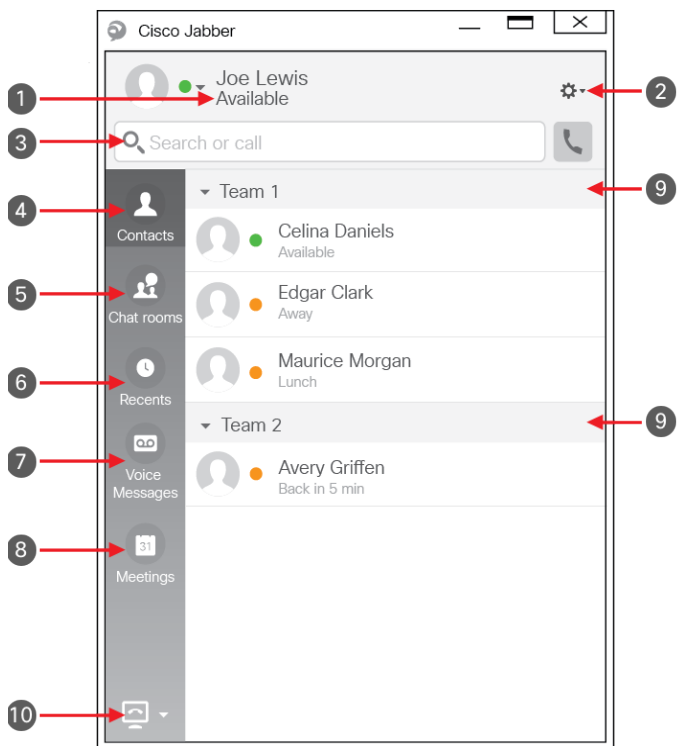 Cisco Jabber
Joe Lewis
1
Available
2
3
Search or call
Team 1
9
4
Contacts
Celina Daniels
Available
5
Chat rooms
Edgar Clark
Away
6
Recents
Maurice Morgan
Lunch
Team 2
9
7
Voice
Messages
Avery Griffen
Back in 5 min
8
31
Meetings
10